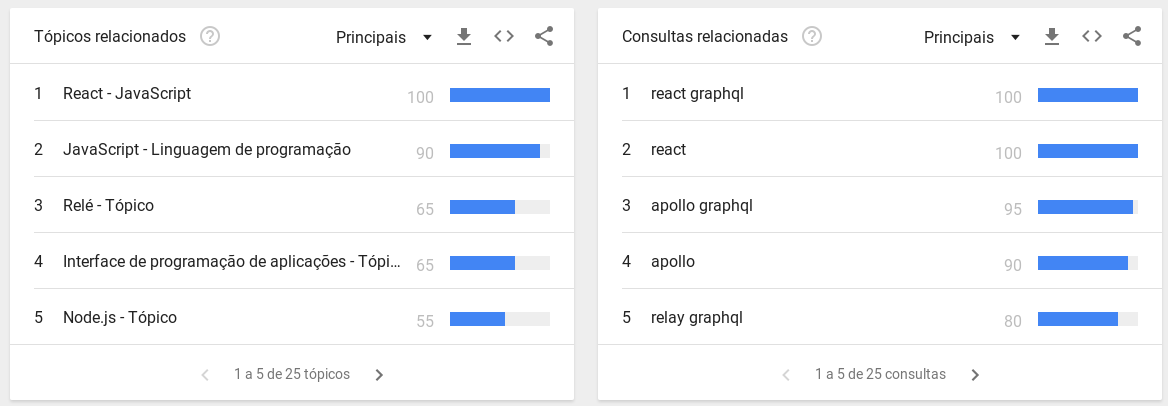 Tópicos relacionados
Principais
1 React - JavaScript 100
2 JavaScript - Linguagem de programação 90
3 Relé - Tópico 65
4 Interface de programação de aplicações - Tópi... 65
5 Node.js - Tópico 55
1 a 5 de 25 tópicos
Consultas relacionadas
Principais
1 react graphql 100
2 react 100
3 apollo graphql 95
4 apollo 90
5 relay graphql 80
1 a 5 de 25 consultas